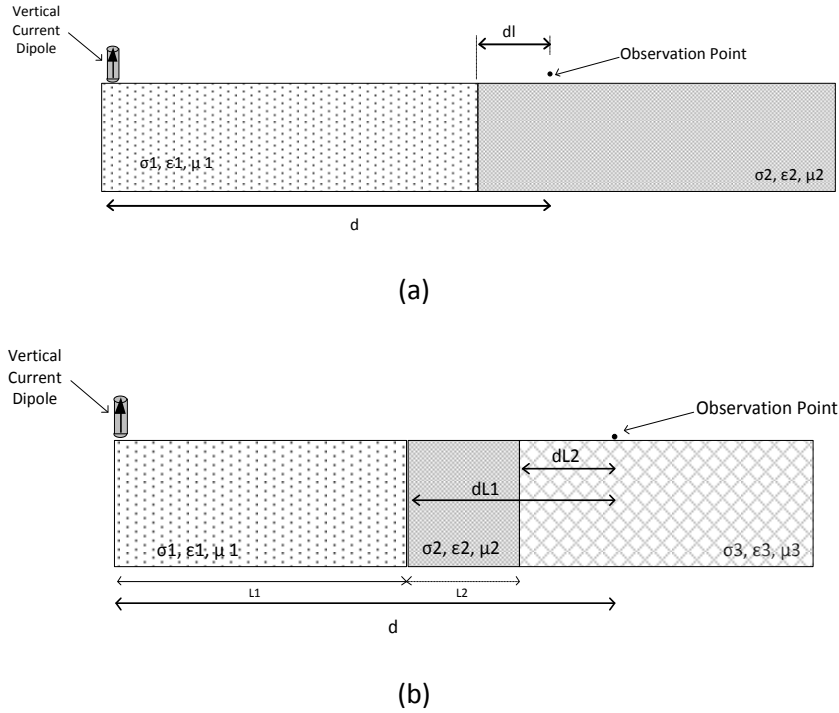 Vertical
Current
Dipole
dl
Observation Point
σ1, ε1, μ 1
σ2, ε2, μ2
d
(a)
Vertical
Current
Dipole
Observation Point
dL2
dL1
σ1, ε1, μ 1
σ2, ε2, μ2
σ3, ε3, μ3
L1
L2
d
(b)